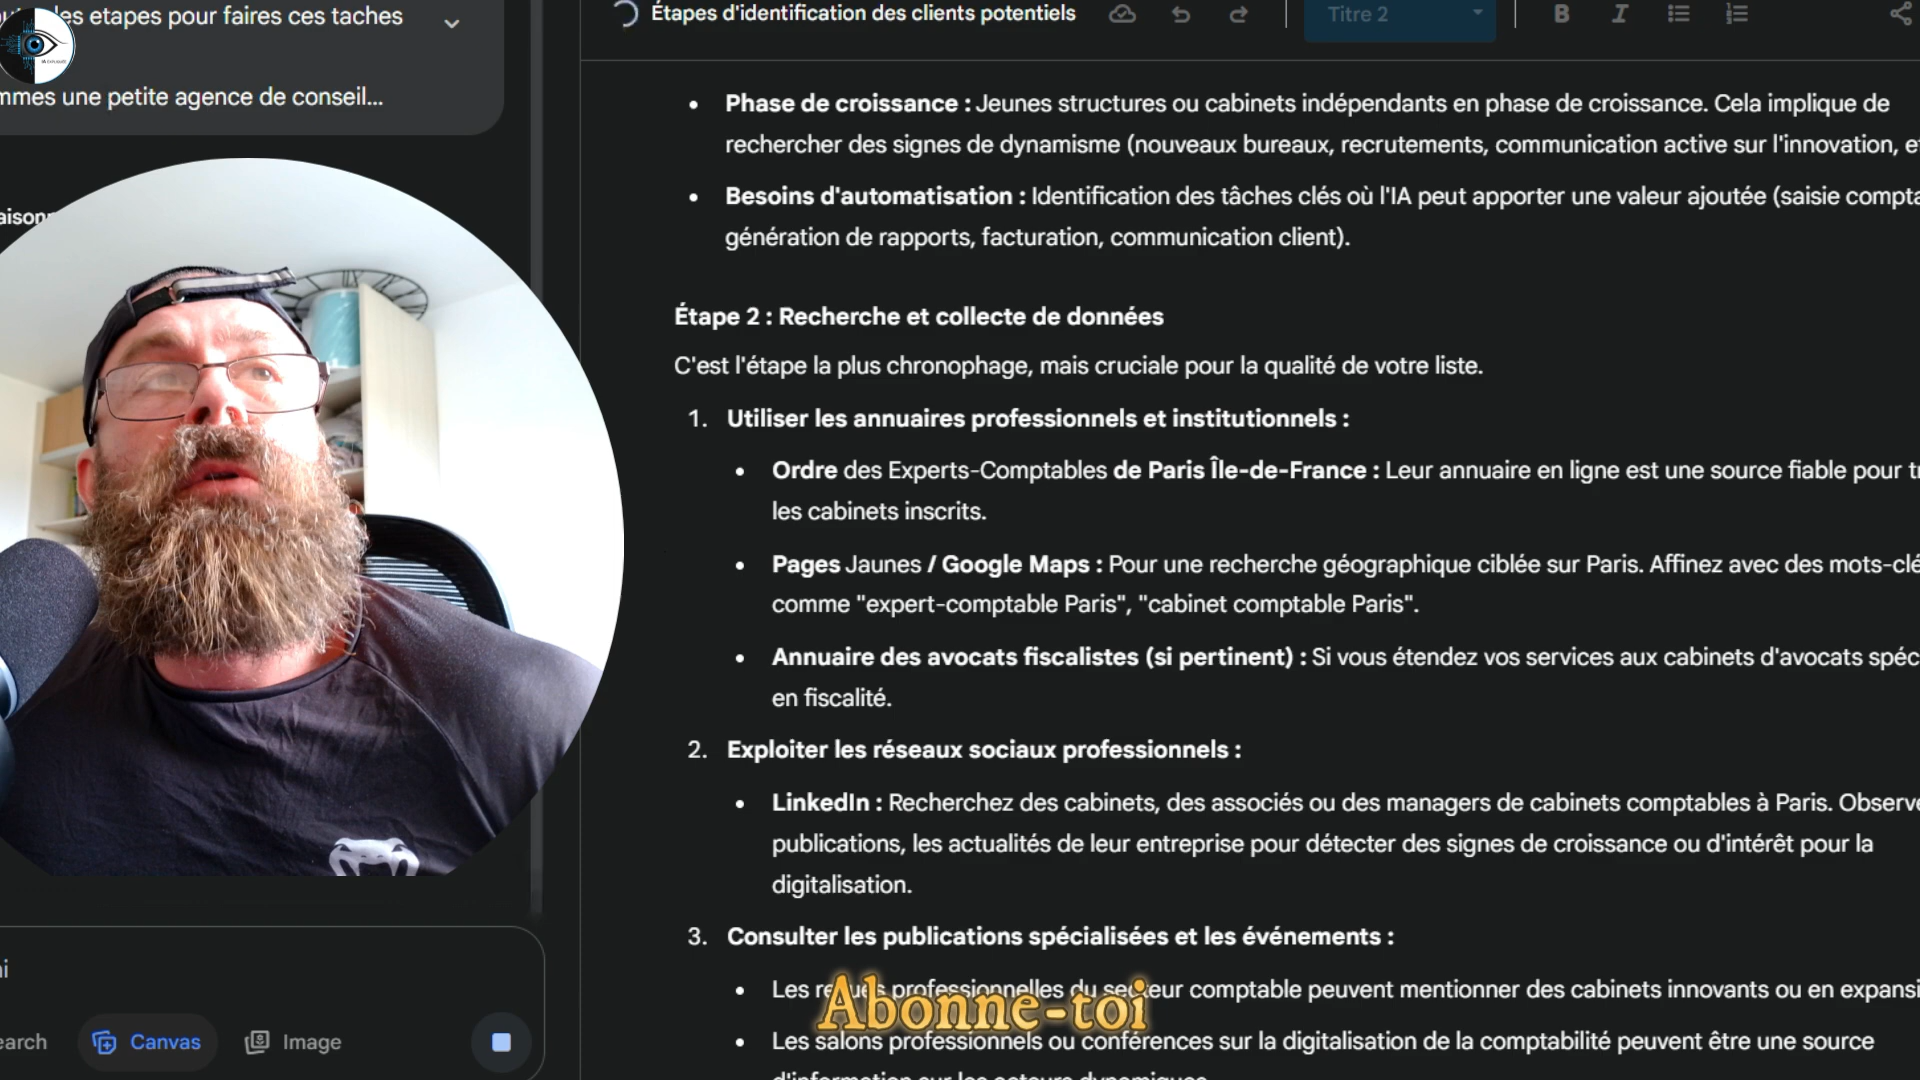 les etapes pour faires ces taches
une petite agence de conseil...
Étapes d'identification des clients potentiels
Titre 2
B
I
• Phase de croissance : Jeunes structures ou cabinets indépendants en phase de croissance. Cela implique de
rechercher des signes de dynamisme (nouveaux bureaux, recrutements, communication active sur l'innovation,
• Besoins d'automatisation : Identification des tâches clés où l'IA peut apporter une valeur ajoutée (saisie
génération de rapports, facturation, communication client).
Étape 2 : Recherche et collecte de données
C'est l'étape la plus chronophage, mais cruciale pour la qualité de votre liste.
1. Utiliser les annuaires professionnels et institutionnels :
• Ordre des Experts-Comptables de Paris Île-de-France : Leur annuaire en ligne est une source fiable pour
les cabinets inscrits.
• Pages Jaunes / Google Maps : Pour une recherche géographique ciblée sur Paris. Affinez avec des
comme "expert-comptable Paris", "cabinet comptable Paris".
• Annuaire des avocats fiscalistes (si pertinent) : Si vous étendez vos services aux cabinets d'avocats
en fiscalité.
2. Exploiter les réseaux sociaux professionnels :
• LinkedIn : Recherchez des cabinets, des associés ou des managers de cabinets comptables à Paris.
publications, les actualités de leur entreprise pour détecter des signes de croissance ou d'intérêt pour la
digitalisation.
3. Consulter les publications spécialisées et les événements :
• Les professionnelles du secteur comptable peuvent mentionner des cabinets innovants ou en
Abonne-toi
• Les salons professionnels ou conférences sur la digitalisation de la comptabilité peuvent être une source
Canvas
Image